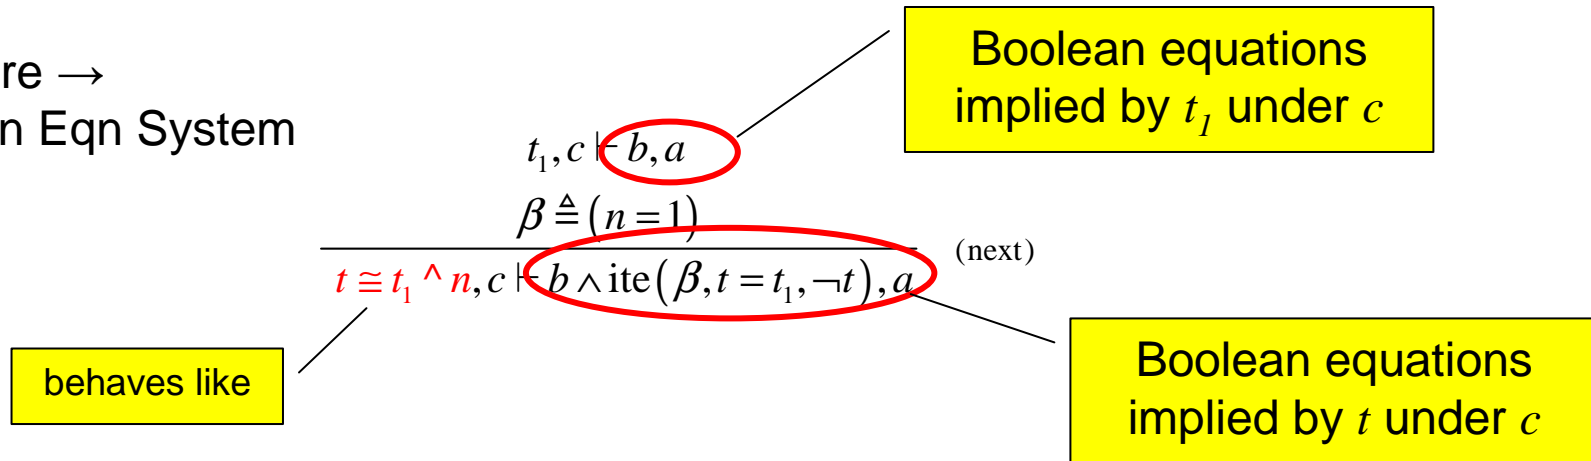 re →
n Eqn System
Boolean equations
implied by t₁ under c
t₁, c ⊢ b, a
β ≜ (n = 1)
(next)
t ≅ t₁ ^ n, c ⊢ b ∧ ite(β, t = t₁, ¬t), a
behaves like
Boolean equations
implied by t under c